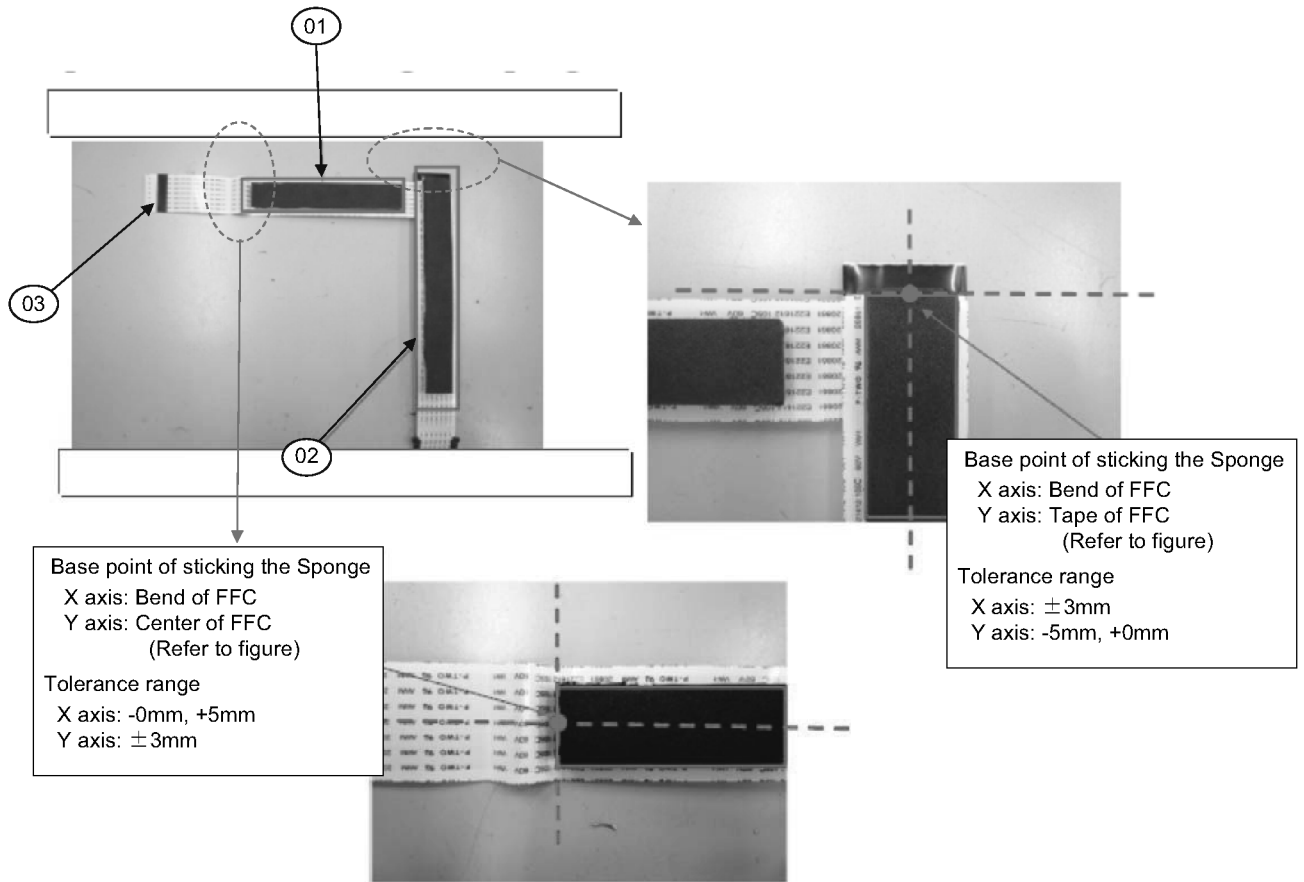 01
03
02
Base point of sticking the Sponge
X axis: Bend of FFC
Y axis: Tape of FFC
(Refer to figure)
Tolerance range
X axis: ±3mm
Y axis: -5mm, +0mm
Base point of sticking the Sponge
X axis: Bend of FFC
Y axis: Center of FFC
(Refer to figure)
Tolerance range
X axis: -0mm, +5mm
Y axis: ±3mm